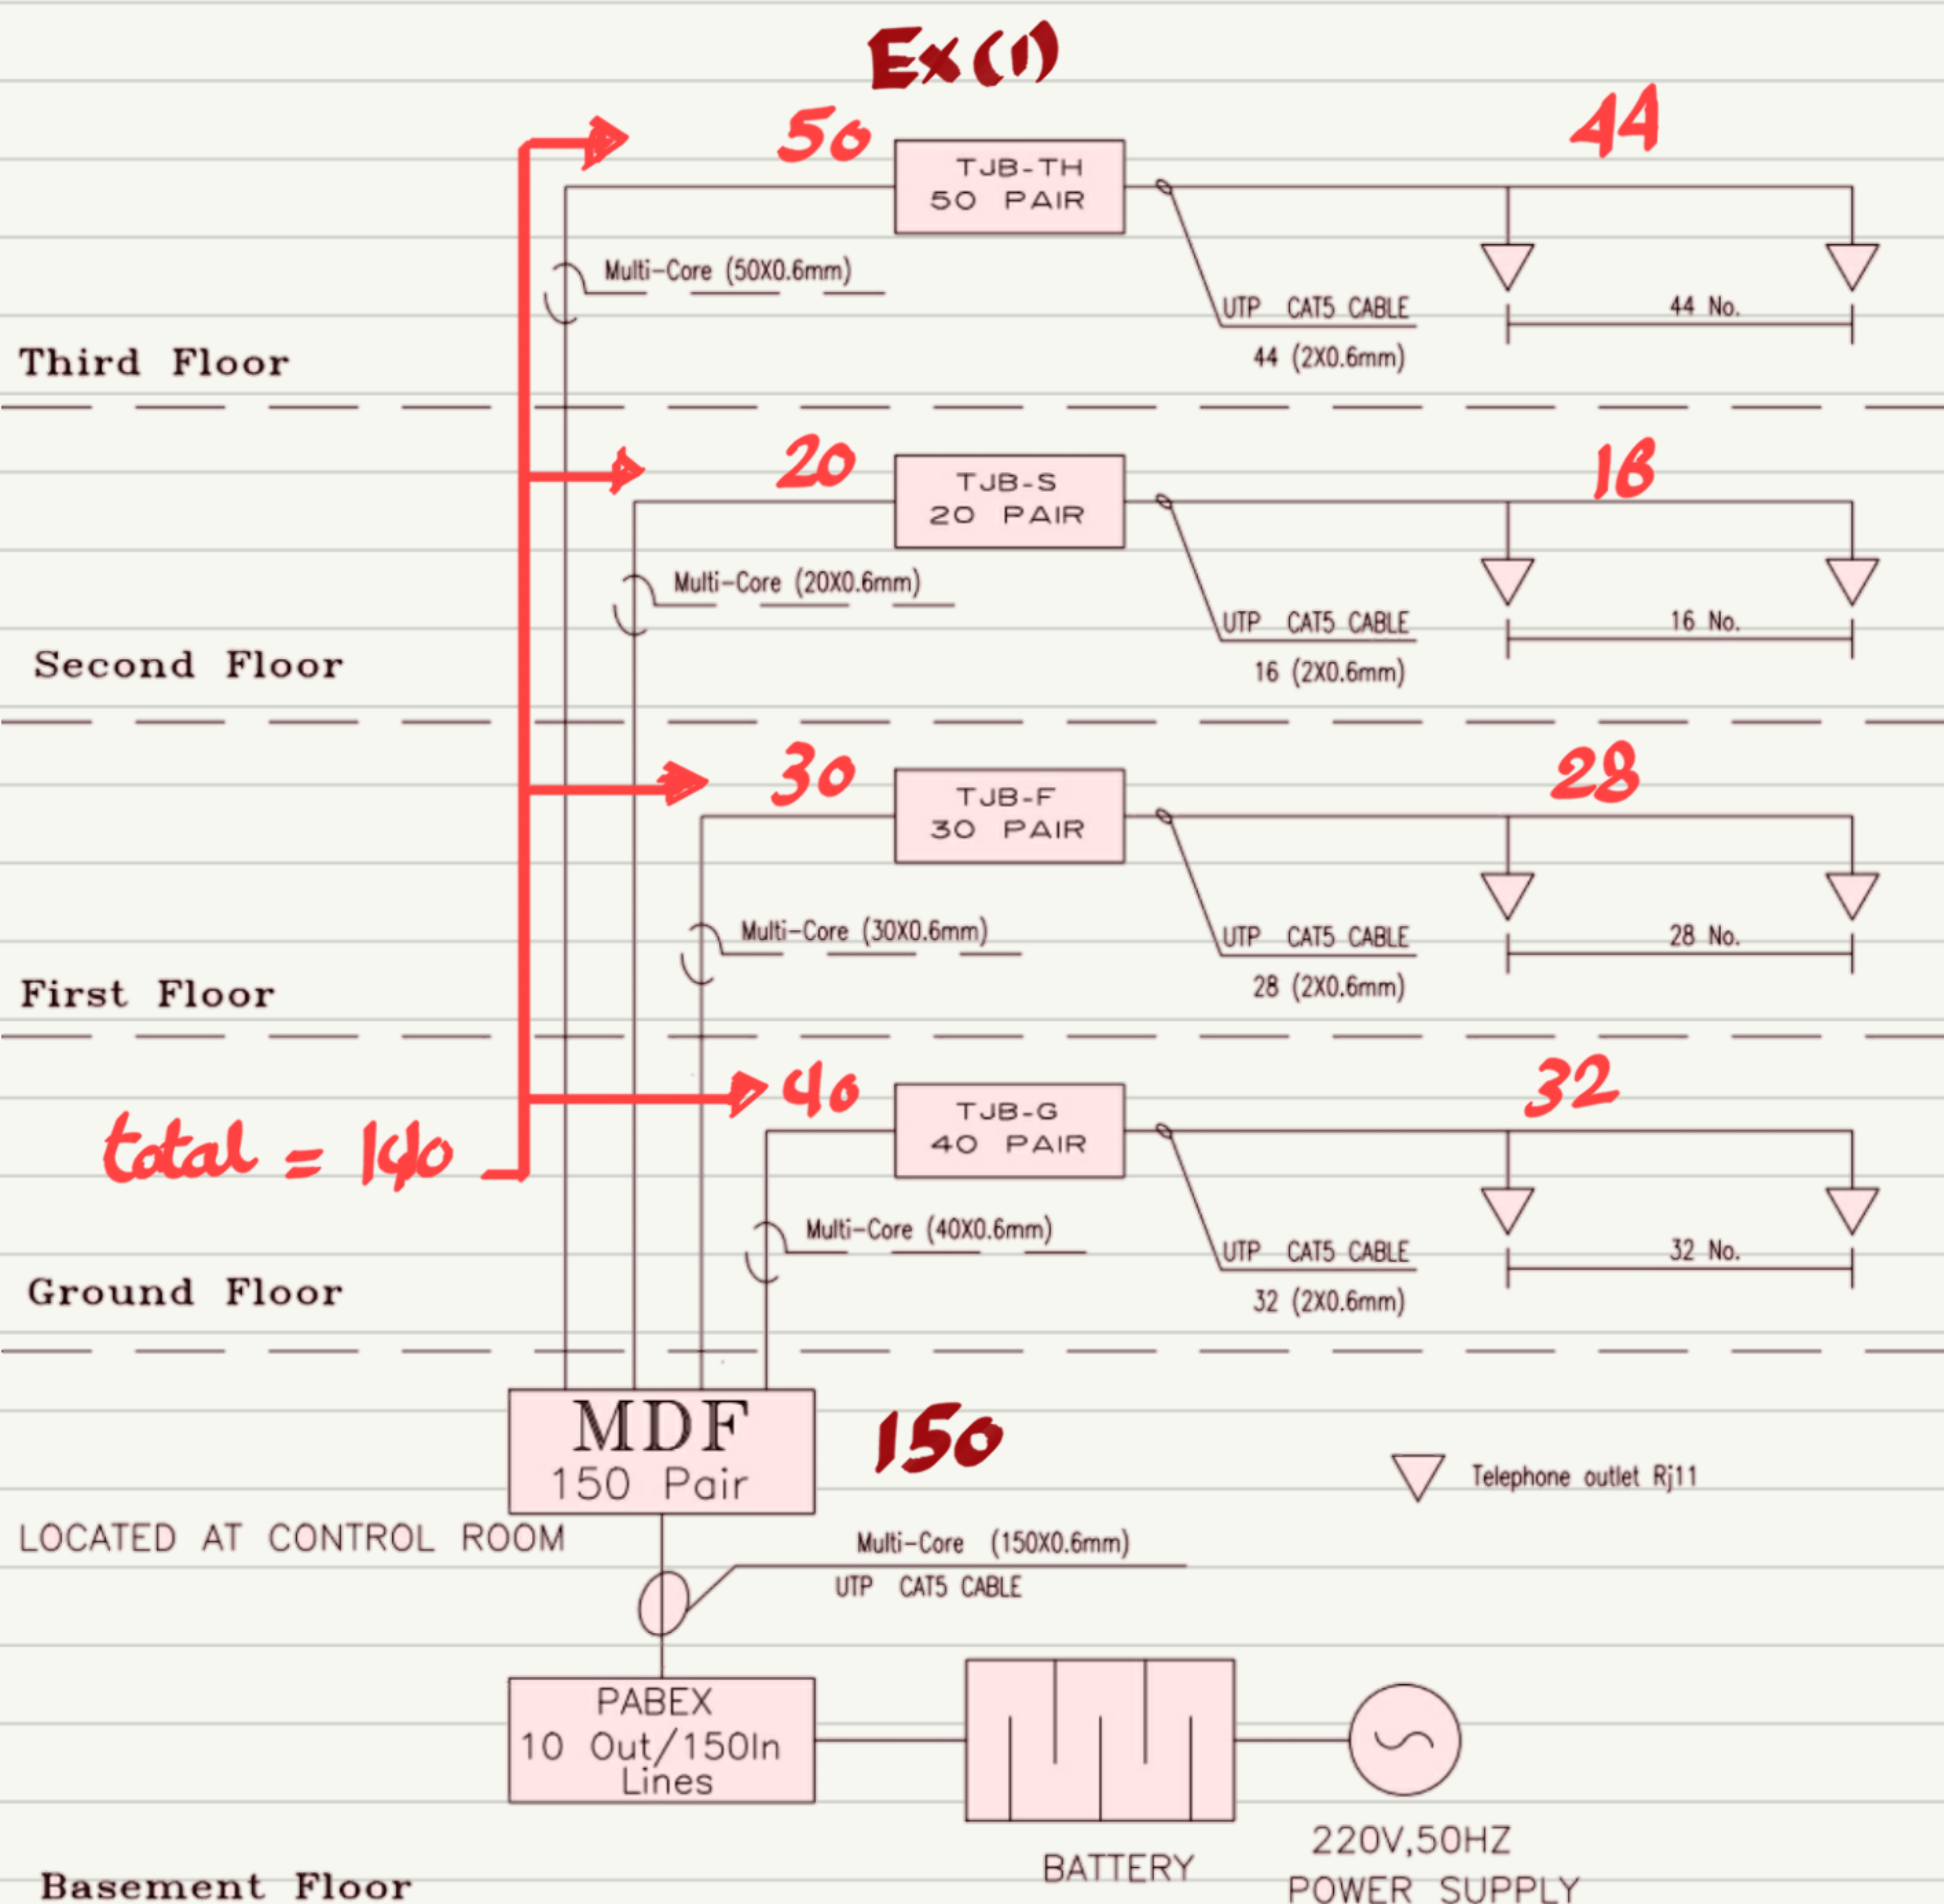 Ex(1)
50
TJB-TH
50 PAIR
44
Multi-Core (50X0.6mm)
UTP CAT5 CABLE
44 (2X0.6mm)
44 No.
Third Floor
20
TJB-S
20 PAIR
16
Multi-Core (20X0.6mm)
UTP CAT5 CABLE
16 (2X0.6mm)
16 No.
Second Floor
30
TJB-F
30 PAIR
28
Multi-Core (30X0.6mm)
UTP CAT5 CABLE
28 (2X0.6mm)
28 No.
First Floor
40
TJB-G
40 PAIR
32
total = 140
Multi-Core (40X0.6mm)
UTP CAT5 CABLE
32 (2X0.6mm)
32 No.
Ground Floor
MDF
150 Pair
150
Telephone outlet Rj11
LOCATED AT CONTROL ROOM
Multi-Core (150X0.6mm)
UTP CAT5 CABLE
PABEX
10 Out/150In
Lines
BATTERY
220V,50HZ
POWER SUPPLY
Basement Floor